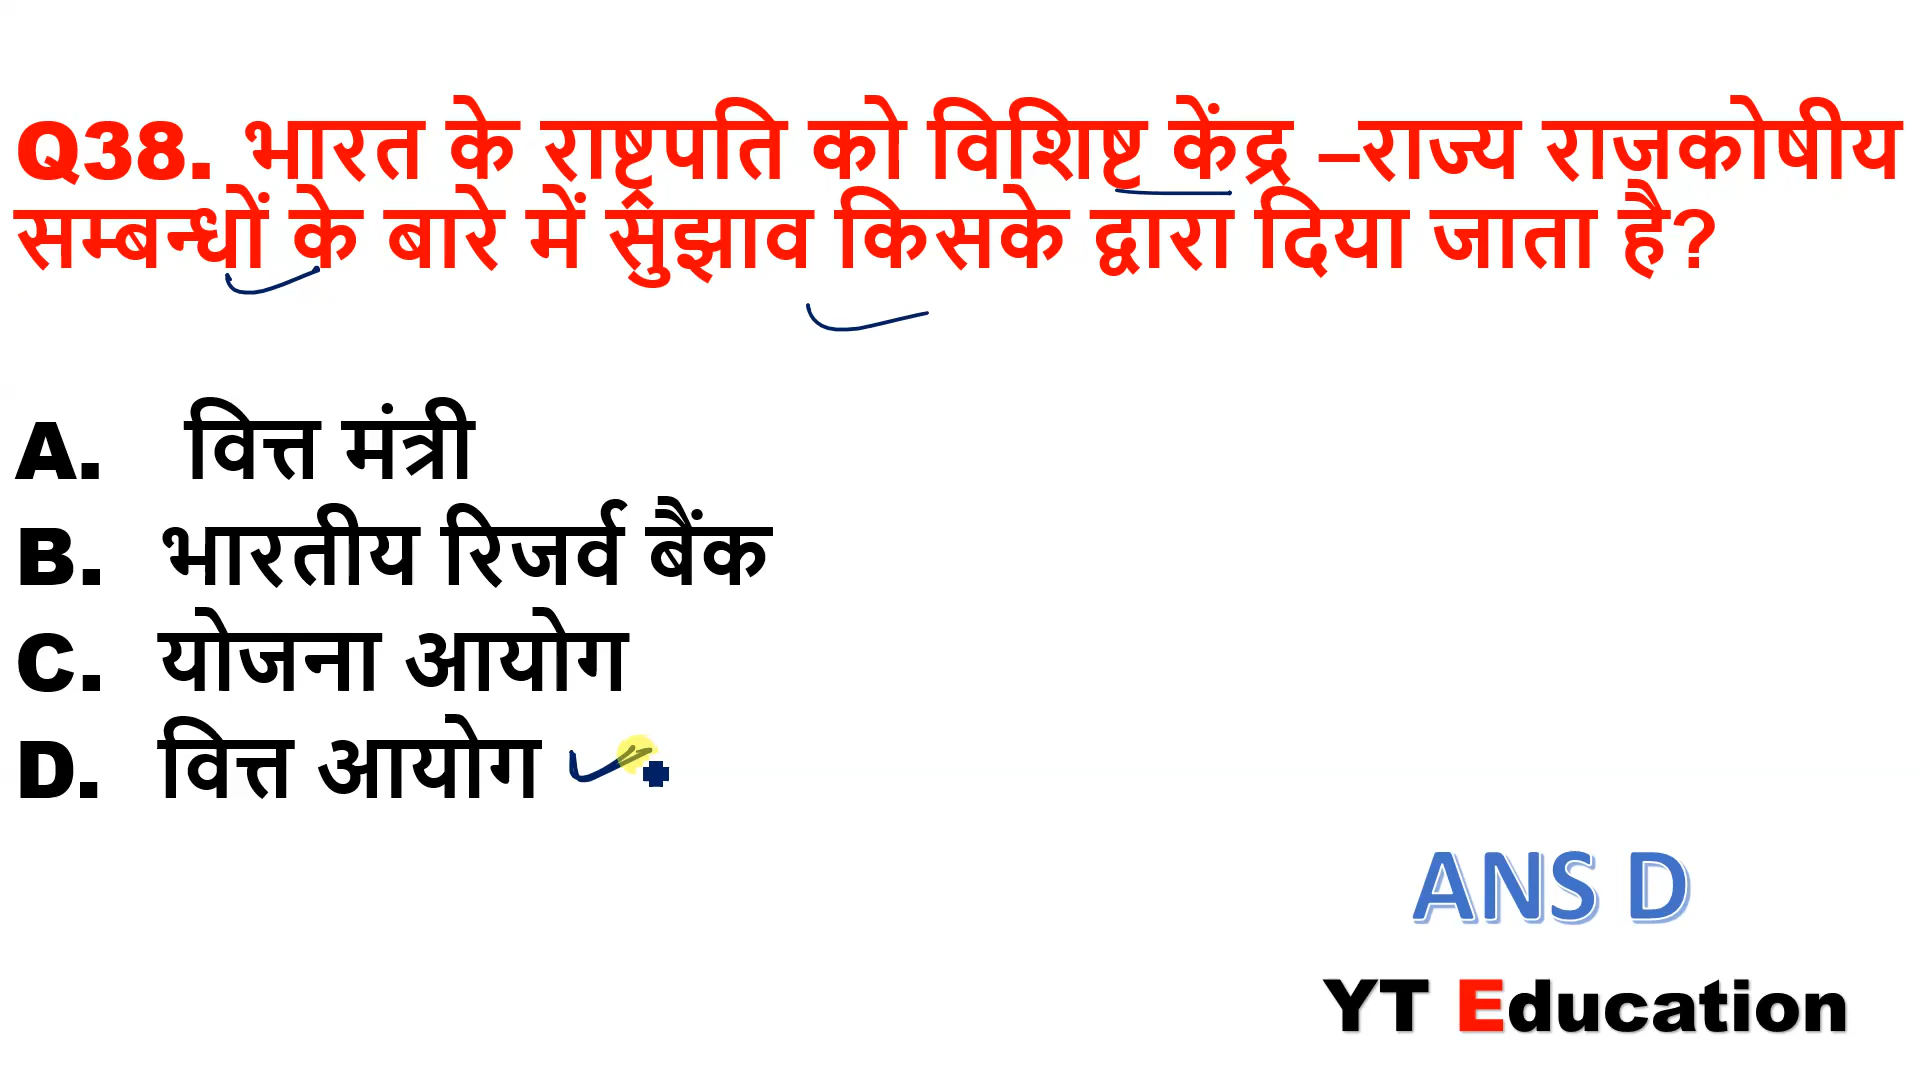 Q38. भारत के राष्ट्रपति को विशिष्ट केंद्र –राज्य राजकोषीय
सम्बन्धों के बारे में सुझाव किसके द्वारा दिया जाता है?
A. वित्त मंत्री
B. भारतीय रिजर्व बैंक
C. योजना आयोग
D. वित्त आयोग
ANS D
YT Education